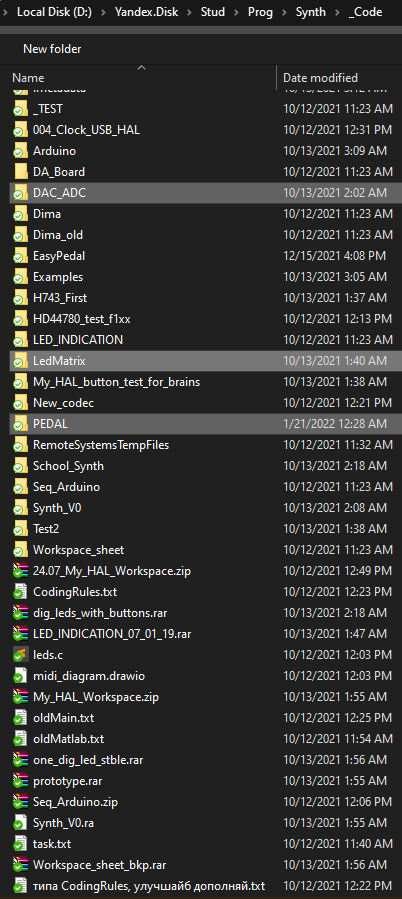 Local Disk (D:) > Yandex.Disk > Stud > Prog > Synth > _Code
New folder
Name Date modified
_TEST 10/12/2021 11:23 AM
004_Clock_USB_HAL 10/12/2021 12:31 PM
Arduino 10/13/2021 3:09 AM
DA_Board 10/12/2021 11:23 AM
DAC_ADC 10/13/2021 2:02 AM
Dima 10/12/2021 11:23 AM
Dima_old 10/12/2021 11:23 AM
EasyPedal 12/15/2021 4:08 PM
Examples 10/13/2021 3:05 AM
H743_First 10/13/2021 1:37 AM
HD44780_test_f1xx 10/12/2021 12:13 PM
LED_INDICATION 10/12/2021 11:23 AM
LedMatrix 10/13/2021 1:40 AM
My_HAL_button_test_for_brains 10/13/2021 1:38 AM
New_codec 10/12/2021 12:21 PM
PEDAL 1/21/2022 12:28 AM
RemoteSystemsTempFiles 10/12/2021 11:32 AM
School_Synth 10/13/2021 2:18 AM
Seq_Arduino 10/12/2021 11:23 AM
Synth_V0 10/13/2021 2:08 AM
Test2 10/13/2021 1:38 AM
Workspace_sheet 10/12/2021 11:23 AM
24.07_My_HAL_Workspace.zip 10/12/2021 12:49 PM
CodingRules.txt 10/12/2021 12:23 PM
dig_leds_with_buttons.rar 10/13/2021 2:18 AM
LED_INDICATION_07_01_19.rar 10/13/2021 1:47 AM
leds.c 10/12/2021 12:03 PM
midi_diagram.drawio 10/12/2021 12:03 PM
My_HAL_Workspace.zip 10/13/2021 1:55 AM
oldMain.txt 10/12/2021 12:25 PM
oldMatlab.txt 10/12/2021 11:54 AM
one_dig_led_stble.rar 10/13/2021 1:56 AM
prototype.rar 10/13/2021 1:55 AM
Seq_Arduino.zip 10/12/2021 12:06 PM
Synth_V0.ra 10/13/2021 1:55 AM
task.txt 10/12/2021 11:40 AM
Workspace_sheet_bkp.rar 10/13/2021 1:56 AM
типа CodingRules, улучшайб дополняй.txt 10/12/2021 12:22 PM